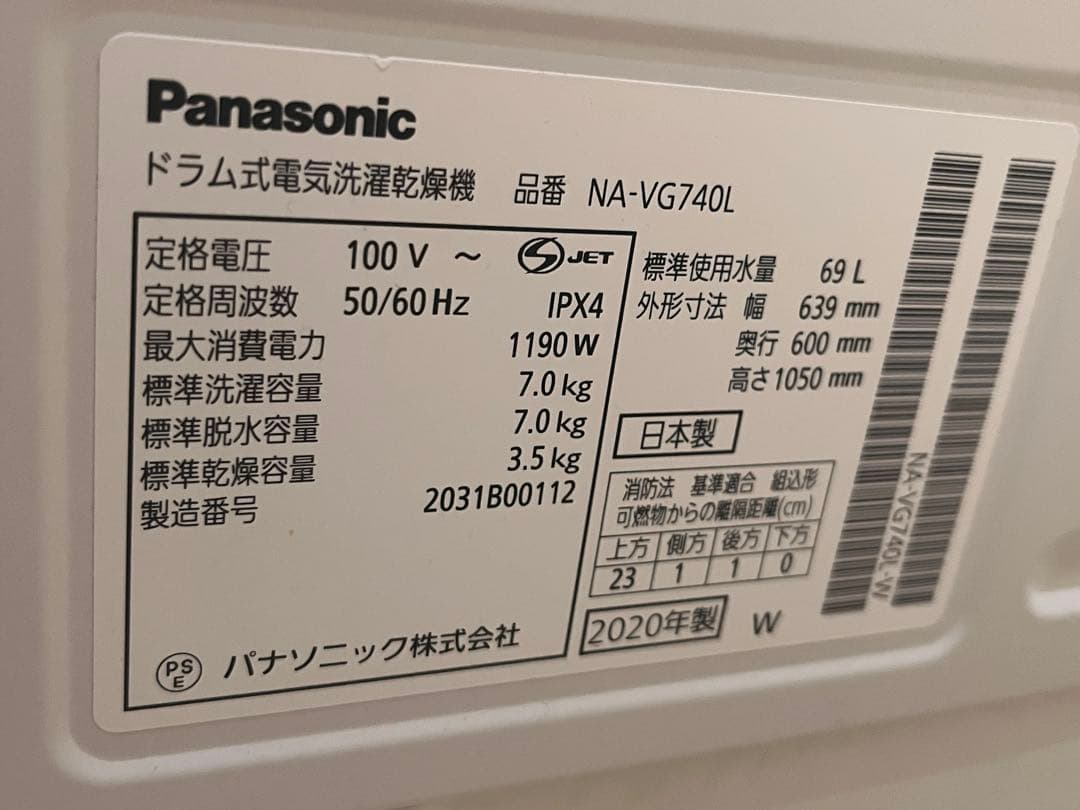 Panasonic
ドラム式電気洗濯乾燥機 品番 NA-VG740L
定格電圧 100 V ～ S JET
定格周波数 50/60 Hz IPX4
最大消費電力 1190 W
標準洗濯容量 7.0 kg
標準脱水容量 7.0 kg
標準乾燥容量 3.5 kg
製造番号 2031B00112
PS E パナソニック株式会社
標準使用水量 69 L
外形寸法 幅 639 mm
奥行 600 mm
高さ 1050 mm
日本製
消防法 基準適合 組込形
可燃物からの離隔距離(cm)
上方 側方 後方 下方
23 1 1 0
2020年製 W
NA-VG740L-W